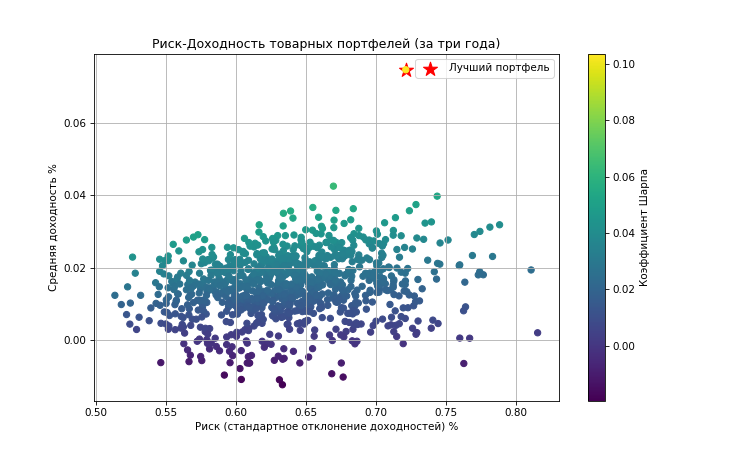 Риск-Доходность товарных портфелей (за три года)
Лучший портфель
Средняя доходность %
0.06
0.04
0.02
0.00
0.50 0.55 0.60 0.65 0.70 0.75 0.80
Риск (стандартное отклонение доходностей) %
0.10
0.08
0.06
0.04
0.02
0.00
Коэффициент Шарпа